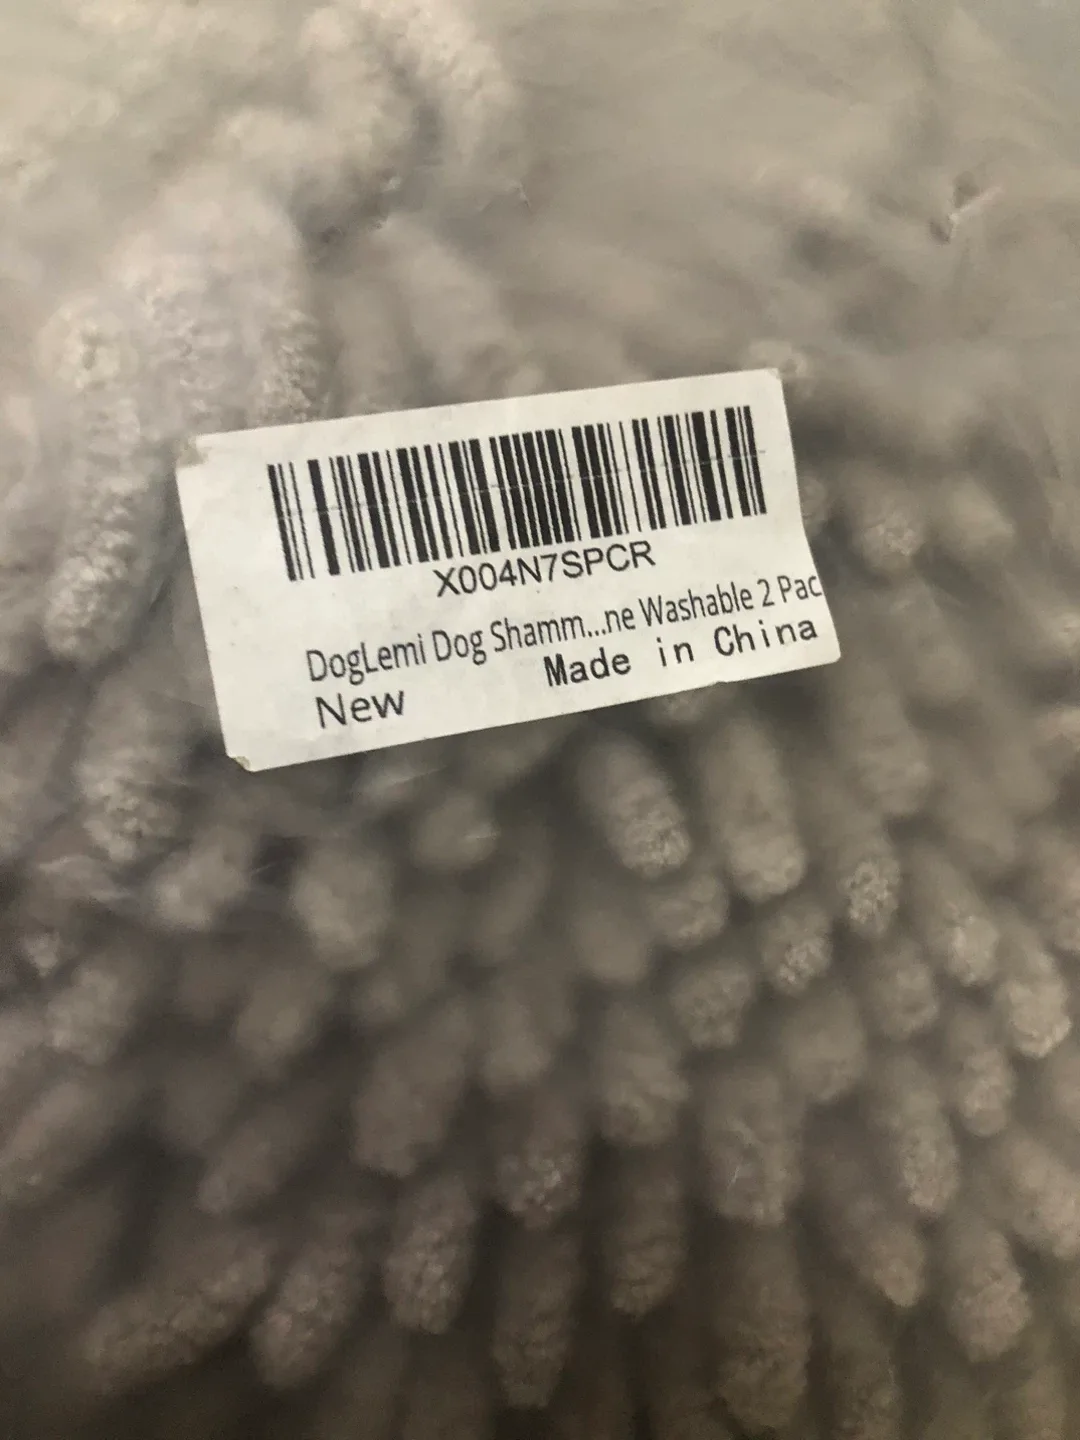 X004N7SPCR
DogLemi Dog Shamm...ne Washable 2 Pac
New Made in China